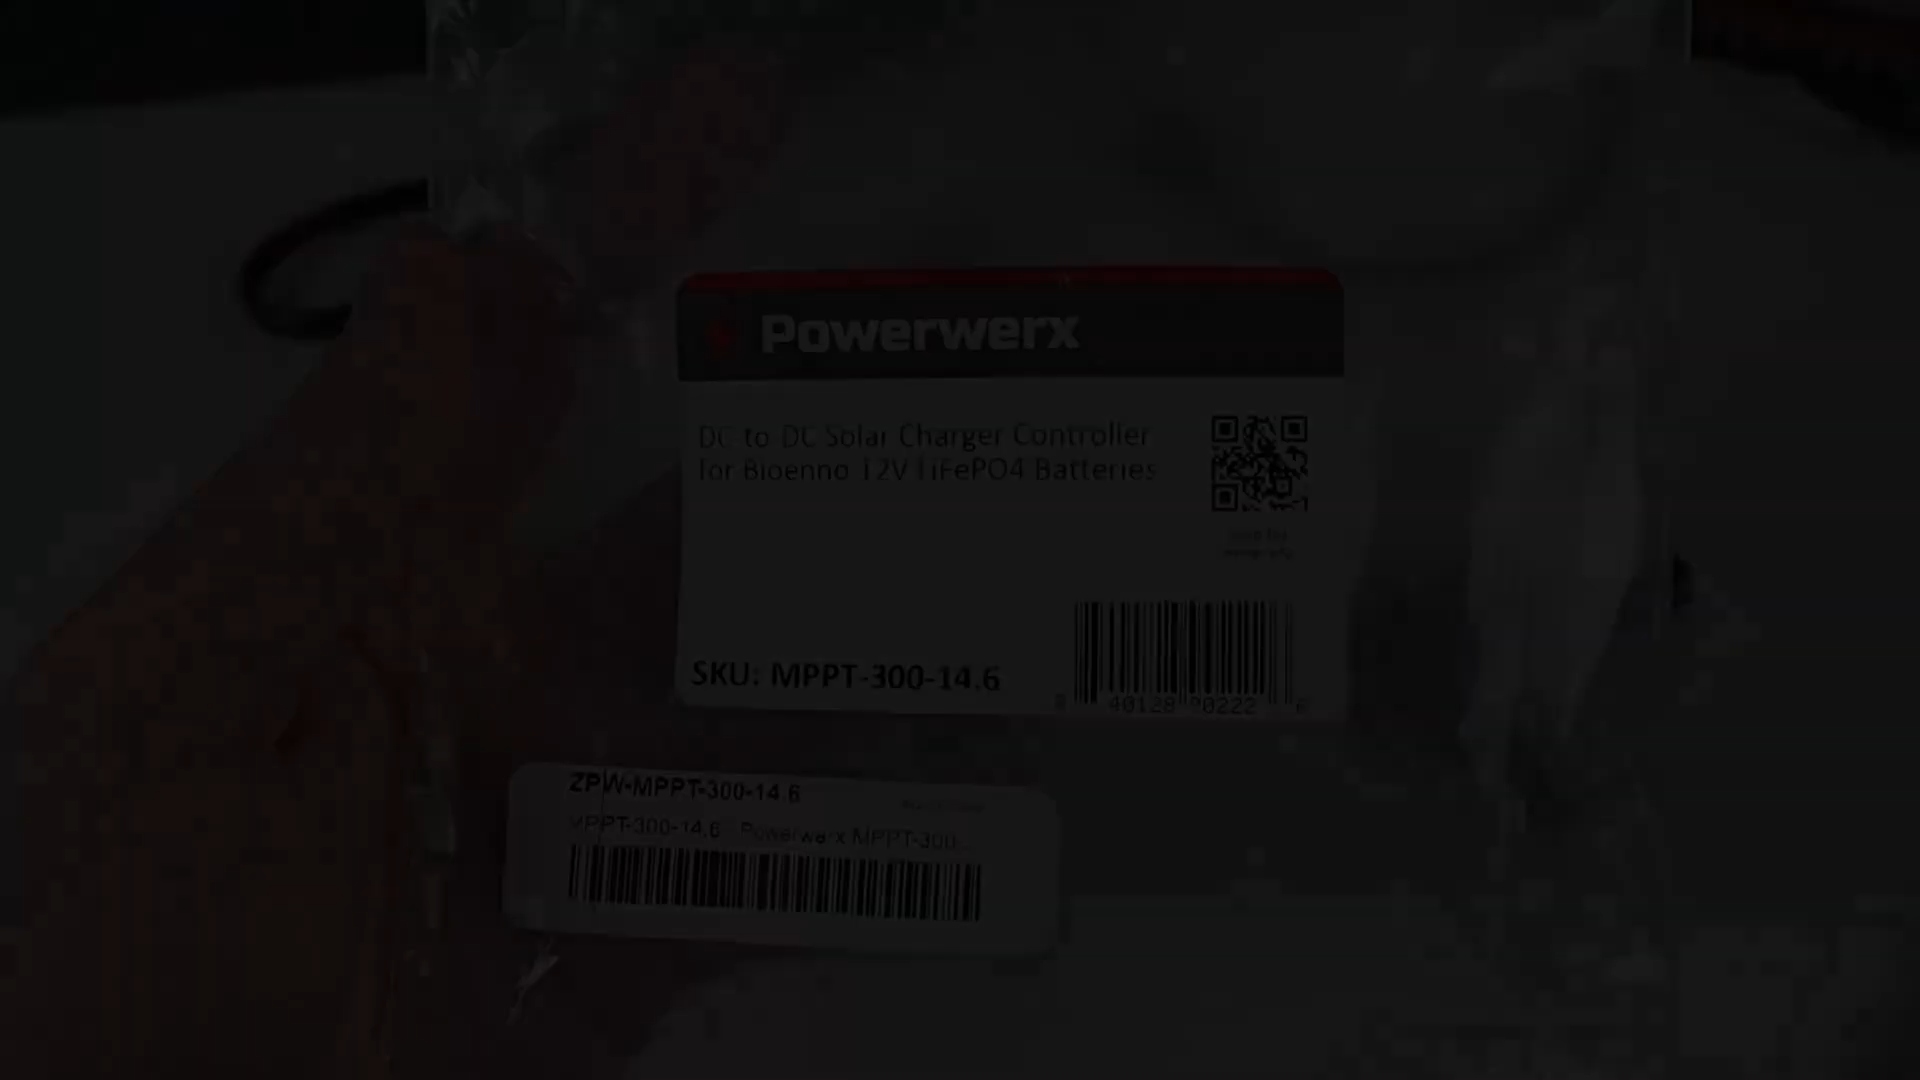 Powerwerx
DC to DC Solar Charger Controller
for Bioenno 12V LiFePO4 Batteries
SKU: MPPT-300-14.6
40128 20222 6
ZPW-MPPT-300-14.6
MPPT-300-14.6 Powerwerx MPPT-300...